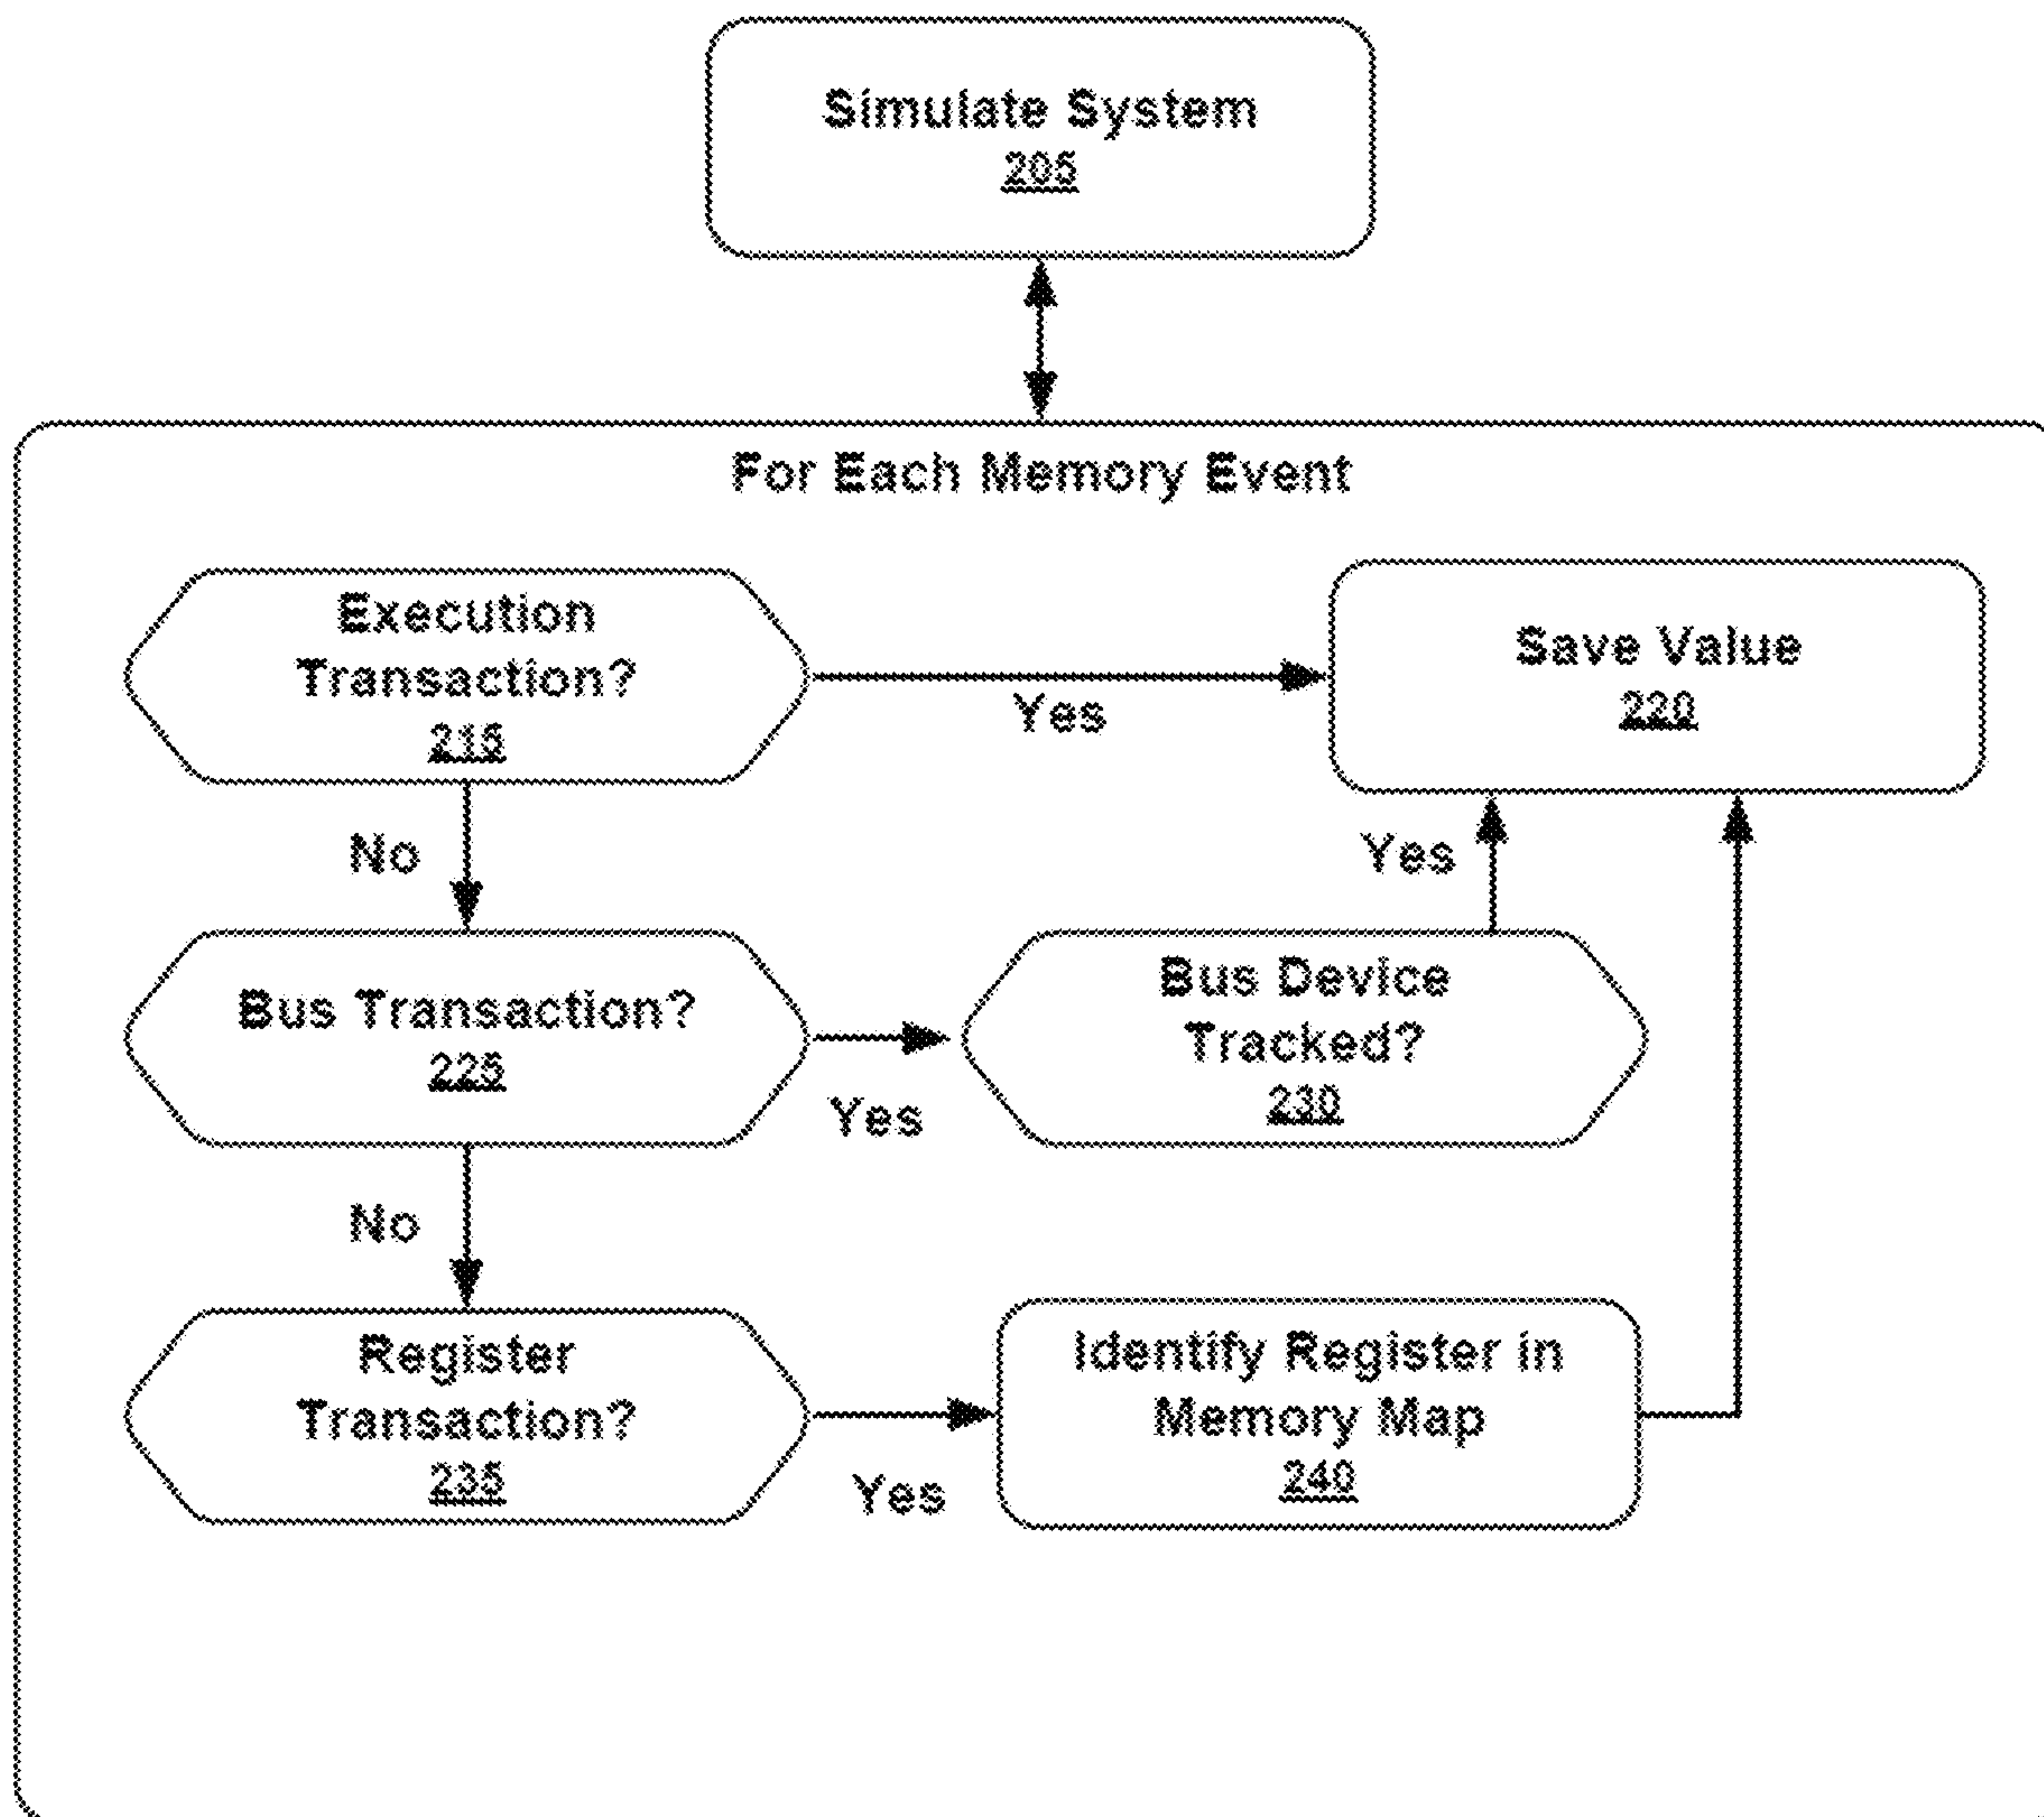 Simulate System
205
For Each Memory Event
Execution
Transaction?
215
Yes
Save Value
220
No
Yes
Bus Transaction?
225
Yes
Bus Device
Tracked?
230
No
Register
Transaction?
235
Yes
Identify Register in
Memory Map
240